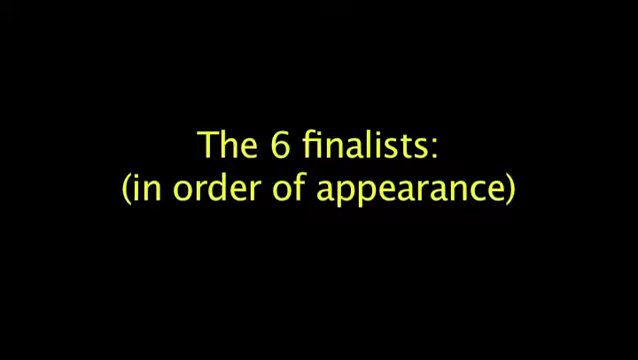 The 6 finalists:
(in order of appearance)